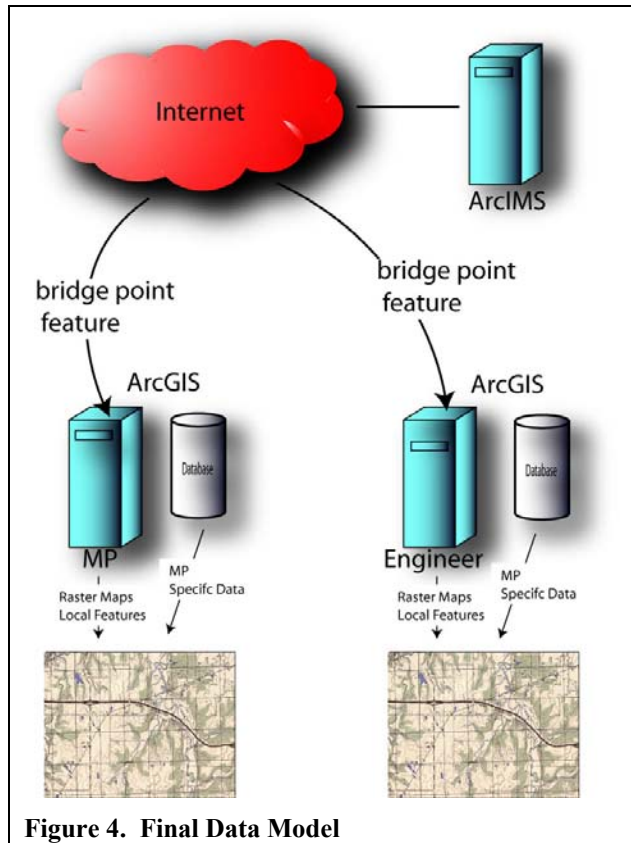 Internet
ArcIMS
bridge point
feature
bridge point
feature
ArcGIS
ArcGIS
Database
Database
MP
Engineer
Raster Maps
Local Features
MP
Specifc Data
Raster Maps
Local Features
MP
Specifc Data
Figure 4. Final Data Model